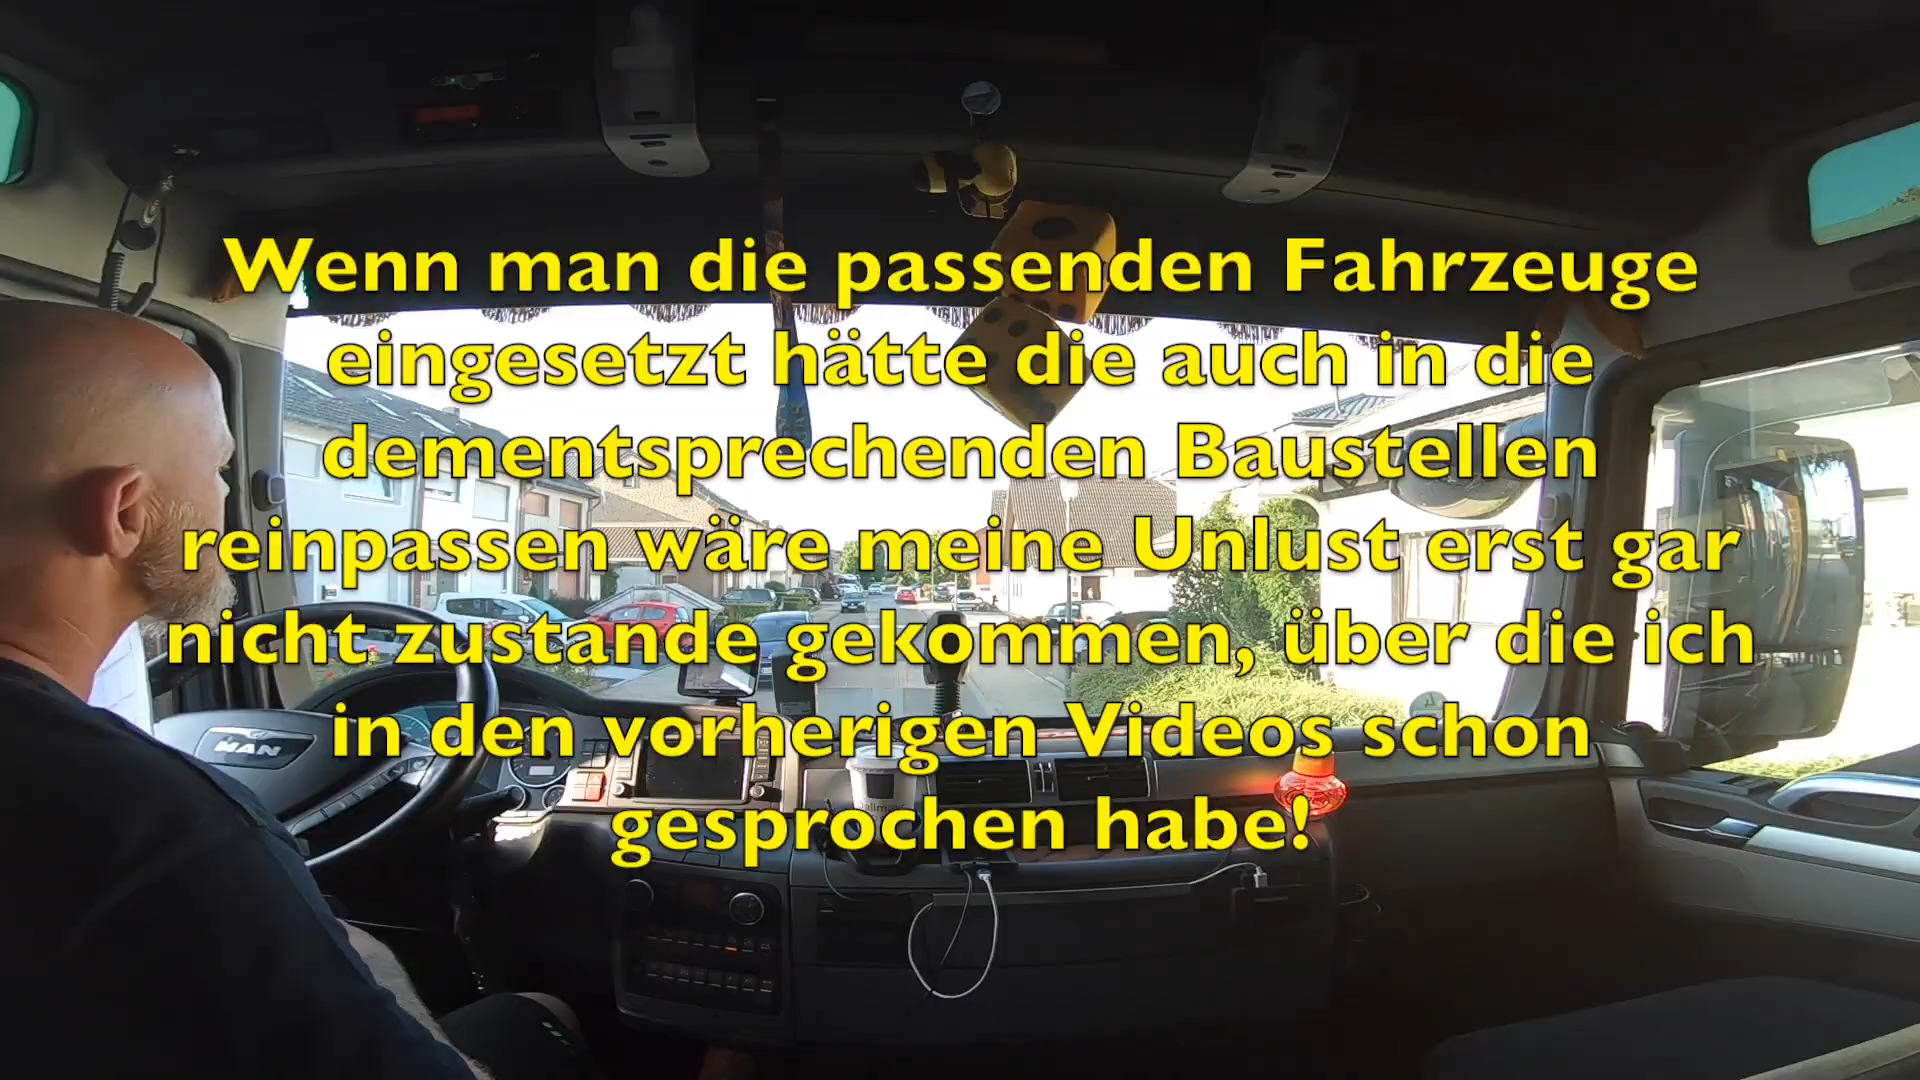 Wenn man die passenden Fahrzeuge
eingesetzt hätte die auch in die
dementsprechenden Baustellen
reinpassen wäre meine Unlust erst gar
nicht zustande gekommen, über die ich
in den vorherigen Videos schon
gesprochen habe!
MAN